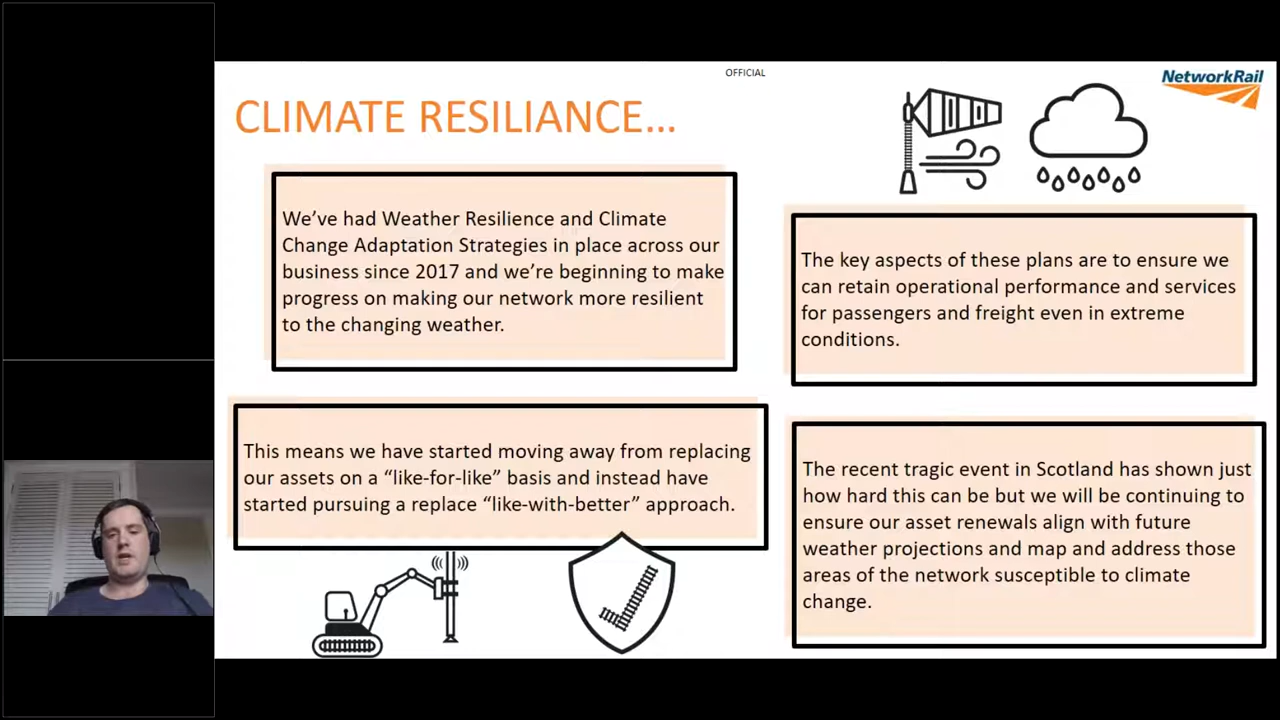 OFFICIAL
NetworkRail
CLIMATE RESILIANCE...
We've had Weather Resilience and Climate
Change Adaptation Strategies in place across our
business since 2017 and we're beginning to make
progress on making our network more resilient
to the changing weather.
The key aspects of these plans are to ensure we
can retain operational performance and services
for passengers and freight even in extreme
conditions.
This means we have started moving away from replacing
our assets on a “like-for-like” basis and instead have
started pursuing a replace “like-with-better” approach.
The recent tragic event in Scotland has shown just
how hard this can be but we will be continuing to
ensure our asset renewals align with future
weather projections and map and address those
areas of the network susceptible to climate
change.